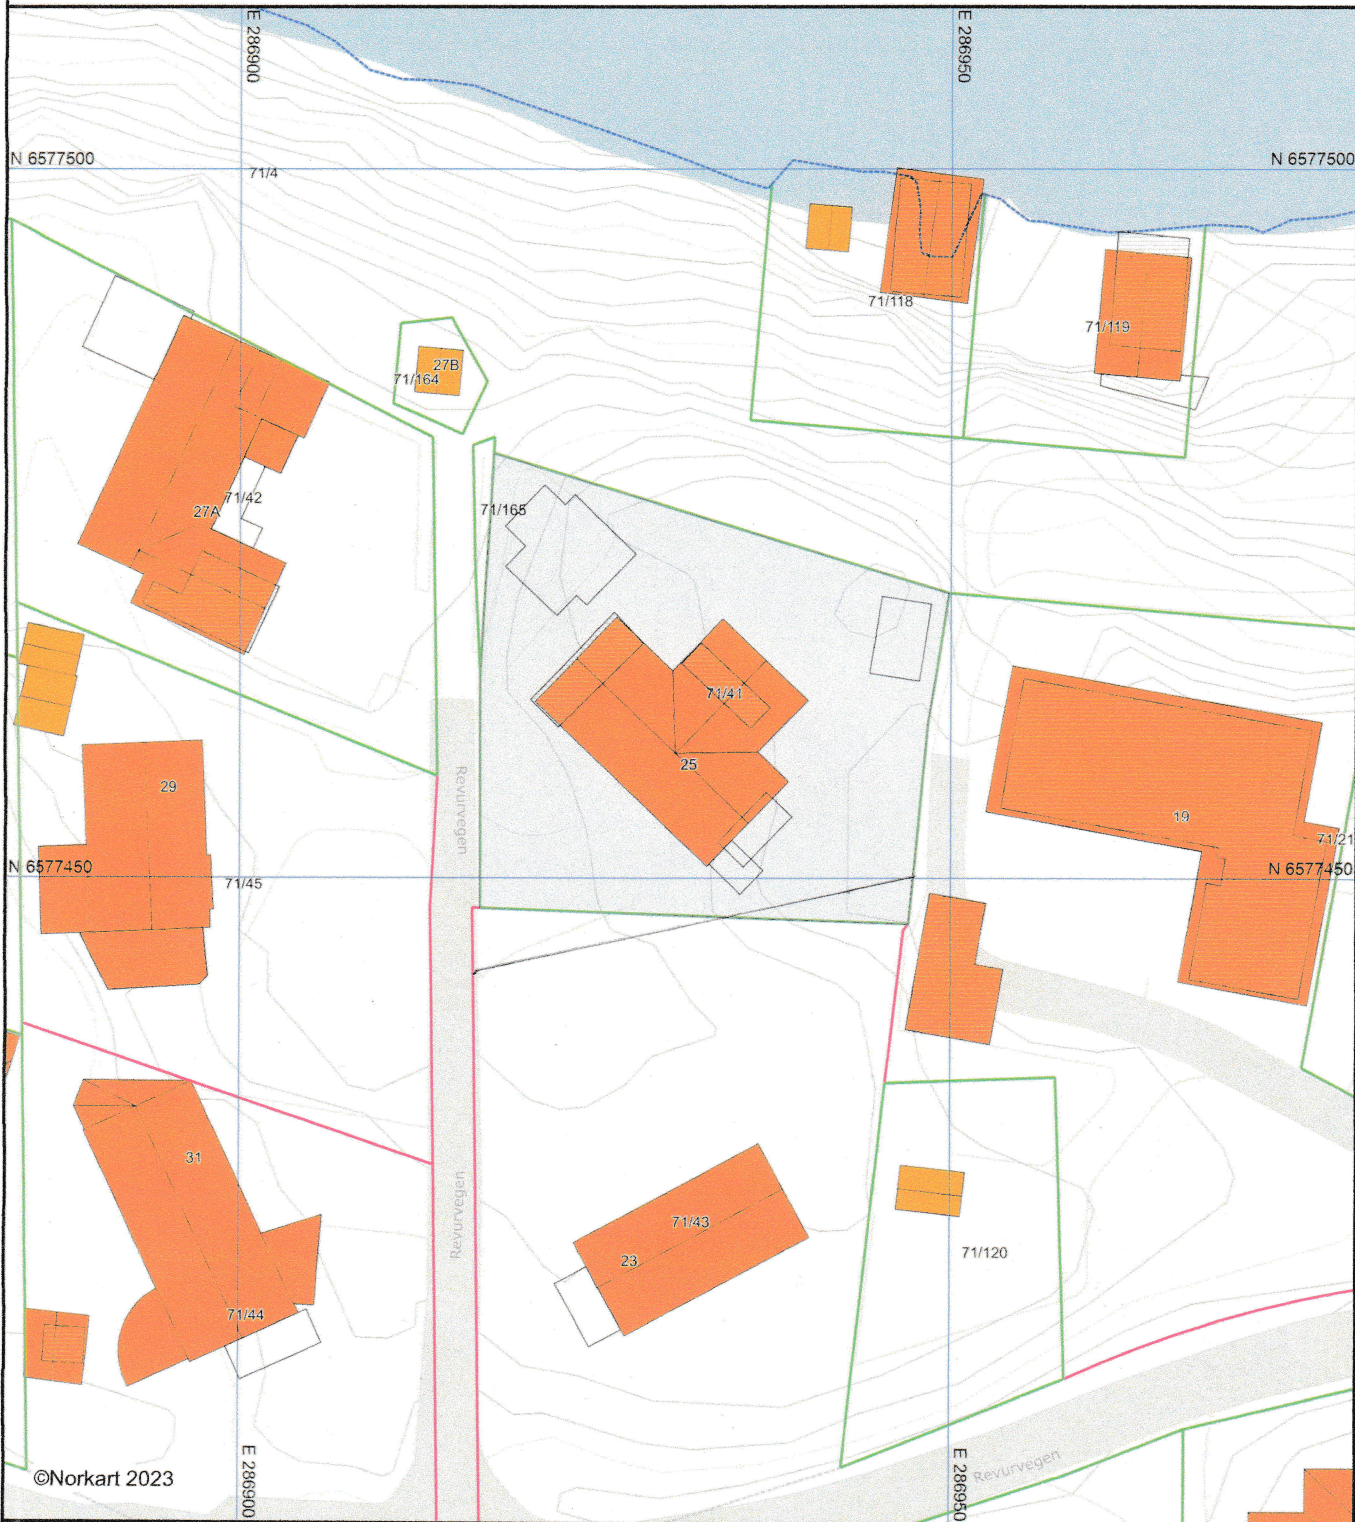 E 286900
E 286950
N 6577500
N 6577500
71/4
71/118
71/119
27B
71/164
71/42
27A
71/165
71/41
25
29
Revurvegen
19
71/21
N 6577450
N 6577450
71/45
31
Revurvegen
71/43
23
71/120
71/44
E 286900
E 286950
Revurvegen
©Norkart 2023